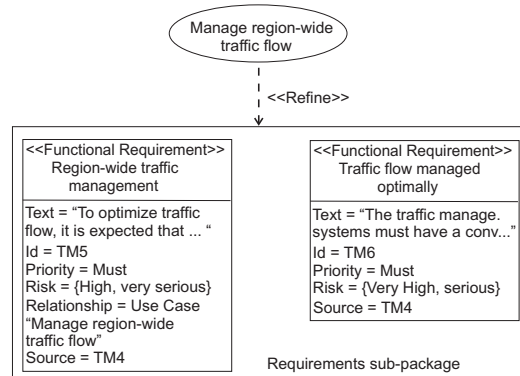 Manage region-wide
traffic flow
<<Refine>>
<<Functional Requirement>>
Region-wide traffic
management
Text = “To optimize traffic
flow, it is expected that ... “
Id = TM5
Priority = Must
Risk = {High, very serious}
Relationship = Use Case
“Manage region-wide
traffic flow”
Source = TM4
<<Functional Requirement>>
Traffic flow managed
optimally
Text = “The traffic manage.
systems must have a conv...”
Id = TM6
Priority = Must
Risk = {Very High, serious}
Source = TM4
Requirements sub-package